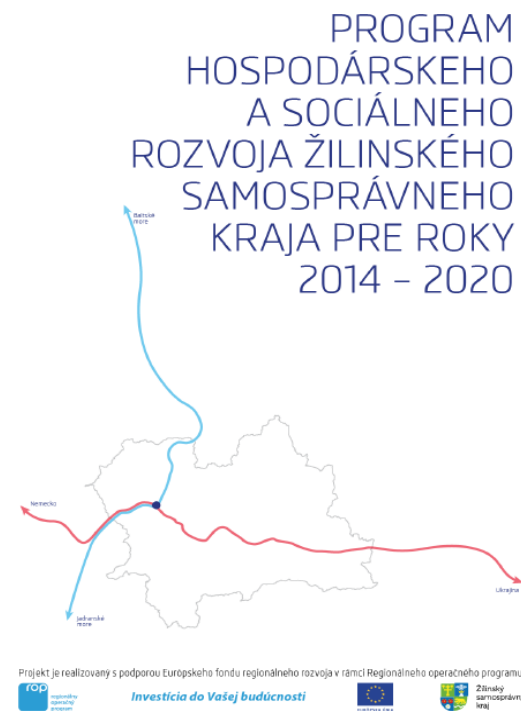 PROGRAM
HOSPODÁRSKEHO
A SOCIÁLNEHO
ROZVOJA ŽILINSKÉHO
SAMOSPRÁVNEHO
KRAJA PRE ROKY
2014 – 2020
Baltské
more
Nemecko
Ukrajina
Jadranské
more
Projekt je realizovaný s podporou Európskeho fondu regionálneho rozvoja v rámci Regionálneho operačného programu
rop
regionálny
operačný
program
Investícia do Vašej budúcnosti
EURÓPSKA ÚNIA
Žilinský
samosprávny
kraj